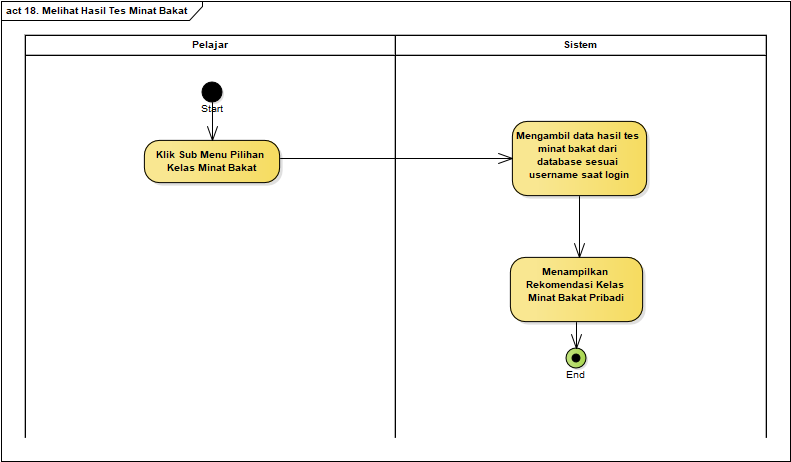 act 18. Melihat Hasil Tes Minat Bakat
Pelajar
Sistem
Start
Klik Sub Menu Pilihan
Kelas Minat Bakat
Mengambil data hasil tes
minat bakat dari
database sesuai
username saat login
Menampilkan
Rekomendasi Kelas
Minat Bakat Pribadi
End